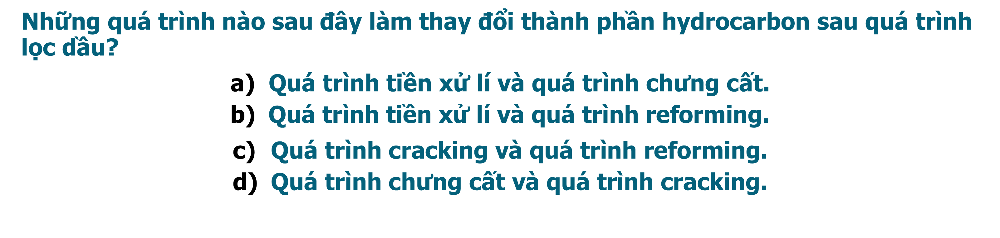 Những quá trình nào sau đây làm thay đổi thành phần hydrocarbon sau quá trình
lọc dầu?
a) Quá trình tiền xử lí và quá trình chưng cất.
b) Quá trình tiền xử lí và quá trình reforming.
c) Quá trình cracking và quá trình reforming.
d) Quá trình chưng cất và quá trình cracking.